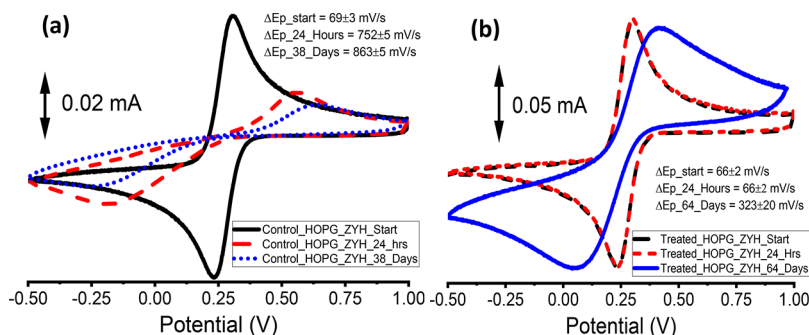 (a)
ΔEp_start = 69±3 mV/s
ΔEp_24_Hours = 752±5 mV/s
ΔEp_38_Days = 863±5 mV/s
0.02 mA
Control_HOPG_ZYH_Start
Control_HOPG_ZYH_24_hrs
Control_HOPG_ZYH_38_Days
-0.50 -0.25 0.00 0.25 0.50 0.75 1.00
Potential (V)
(b)
0.05 mA
ΔEp_start = 66±2 mV/s
ΔEp_24_Hours = 66±2 mV/s
ΔEp_64_Days = 323±20 mV/s
Treated_HOPG_ZYH_Start
Treated_HOPG_ZYH_24_Hrs
Treated_HOPG_ZYH_64_Days
-0.50 -0.25 0.00 0.25 0.50 0.75 1.00
Potential (V)